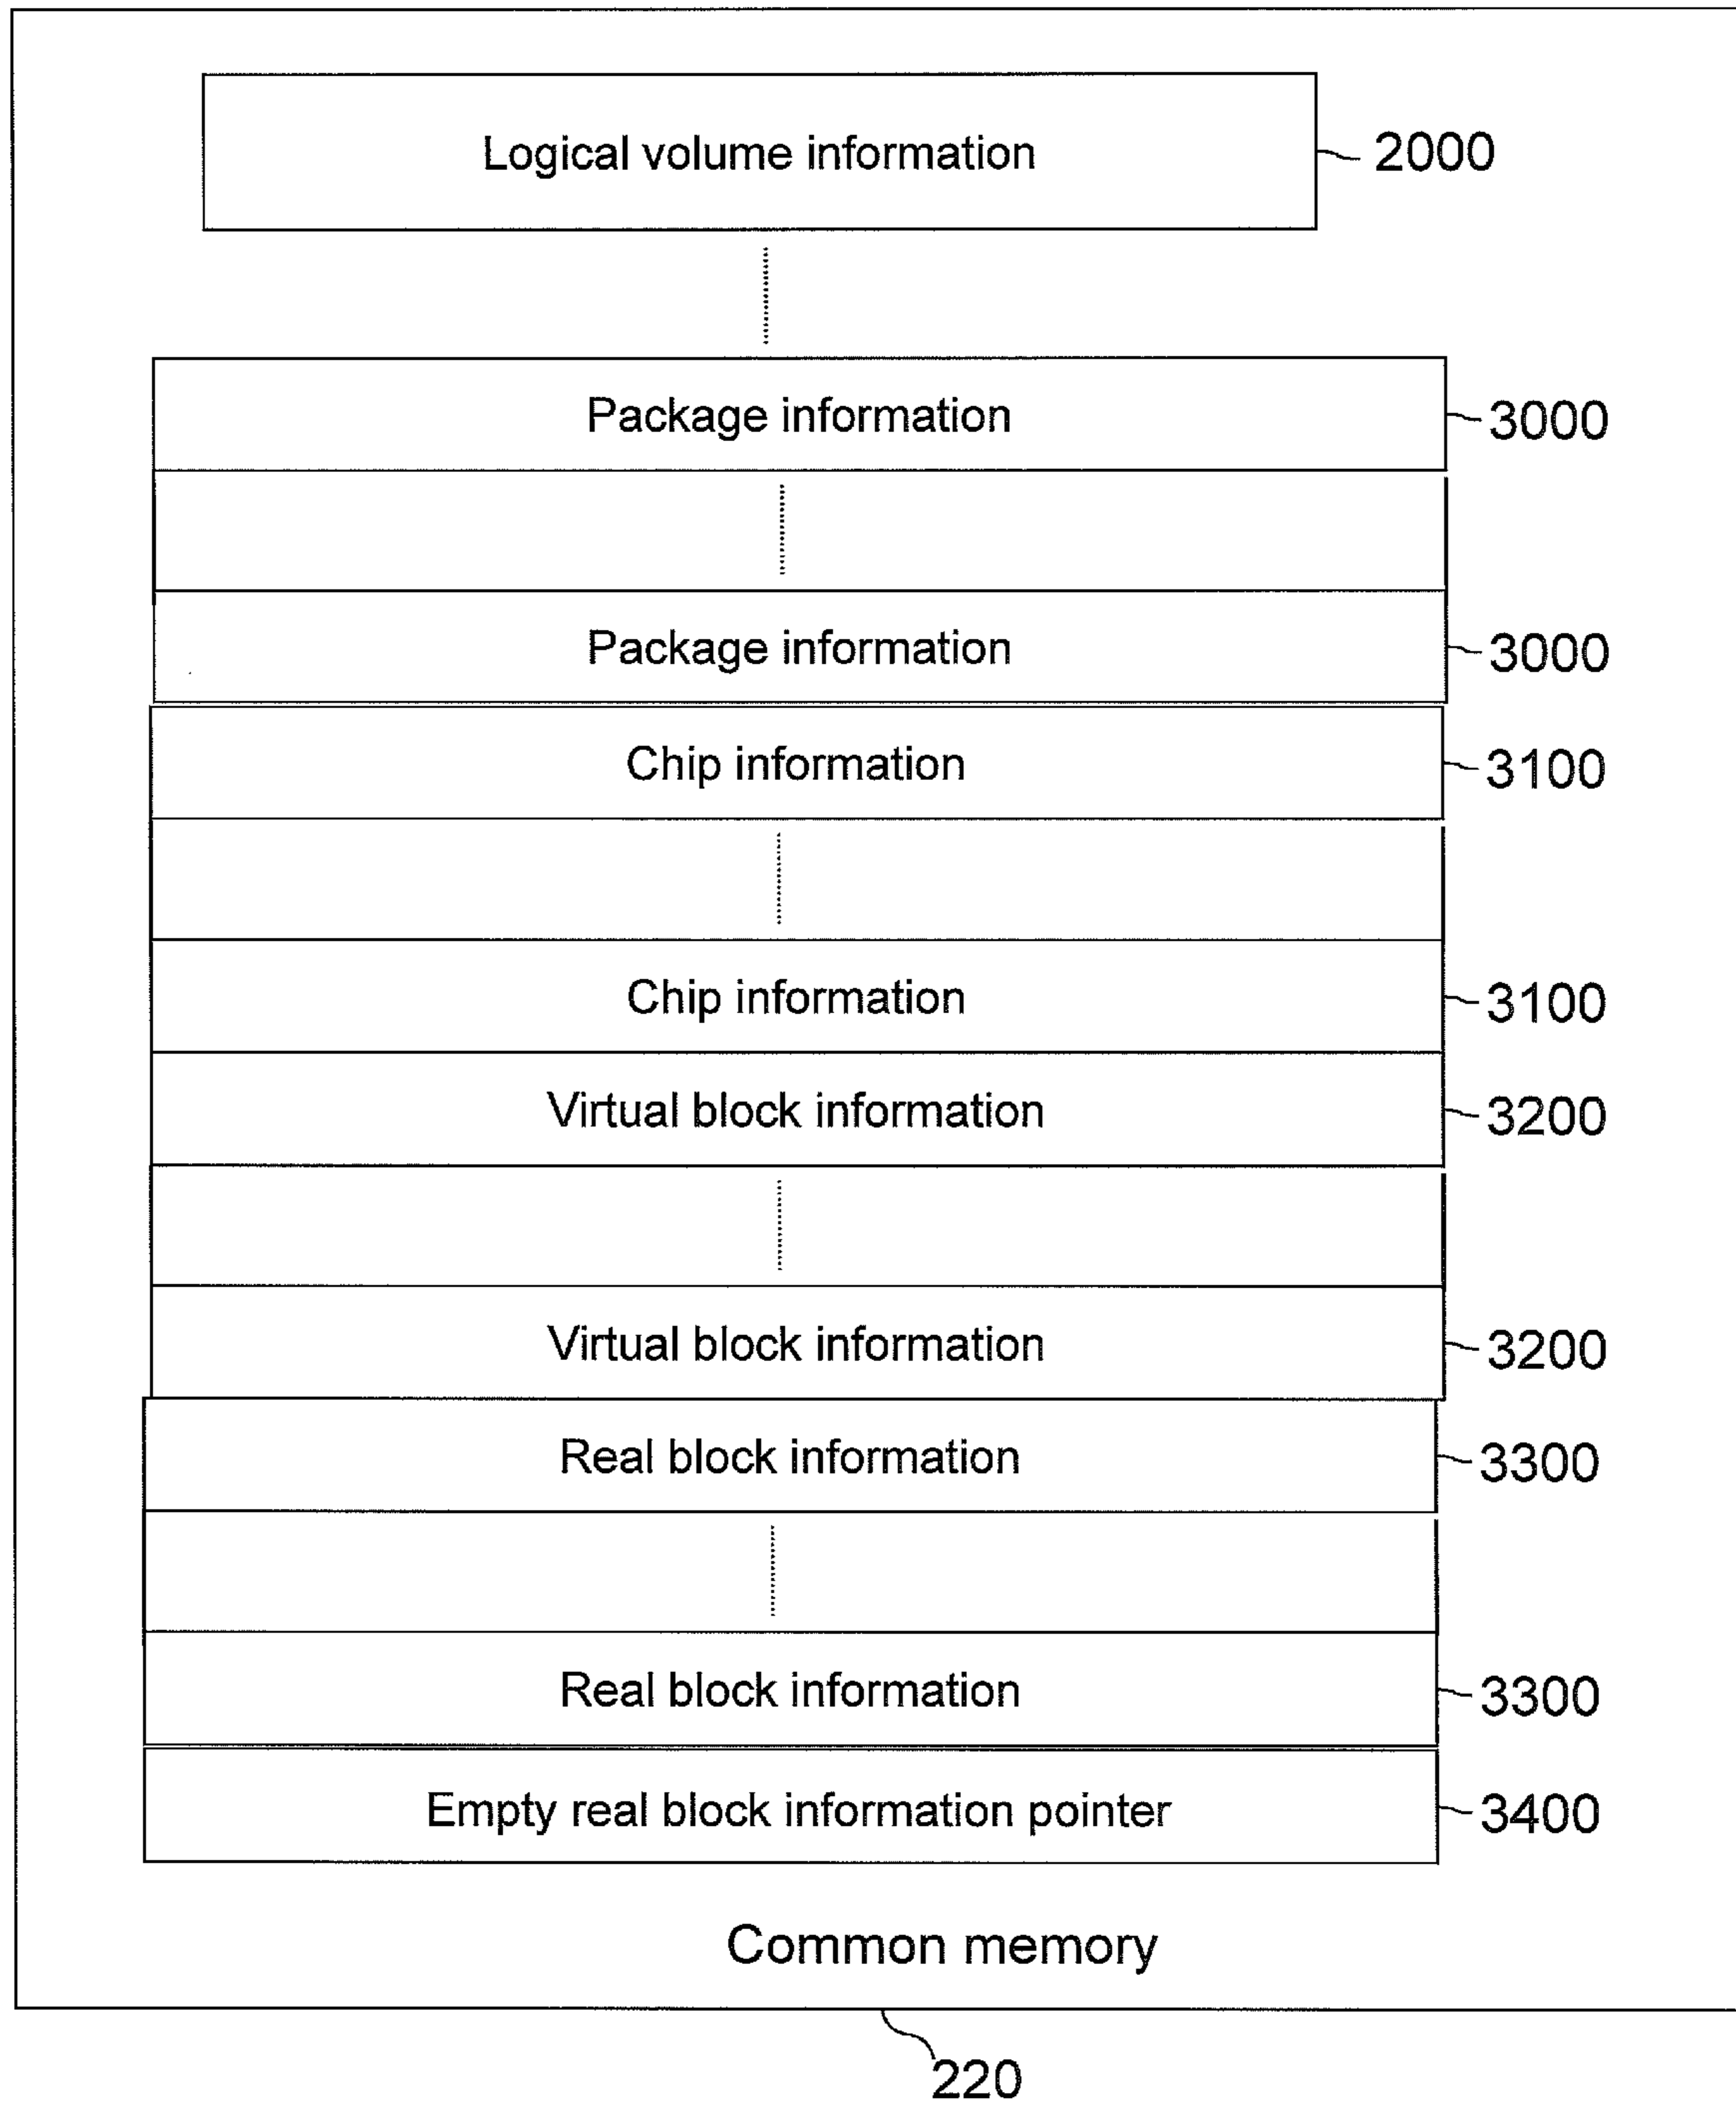 Logical volume information 2000
Package information 3000
Package information 3000
Chip information 3100
Chip information 3100
Virtual block information 3200
Virtual block information 3200
Real block information 3300
Real block information 3300
Empty real block information pointer 3400
Common memory
220